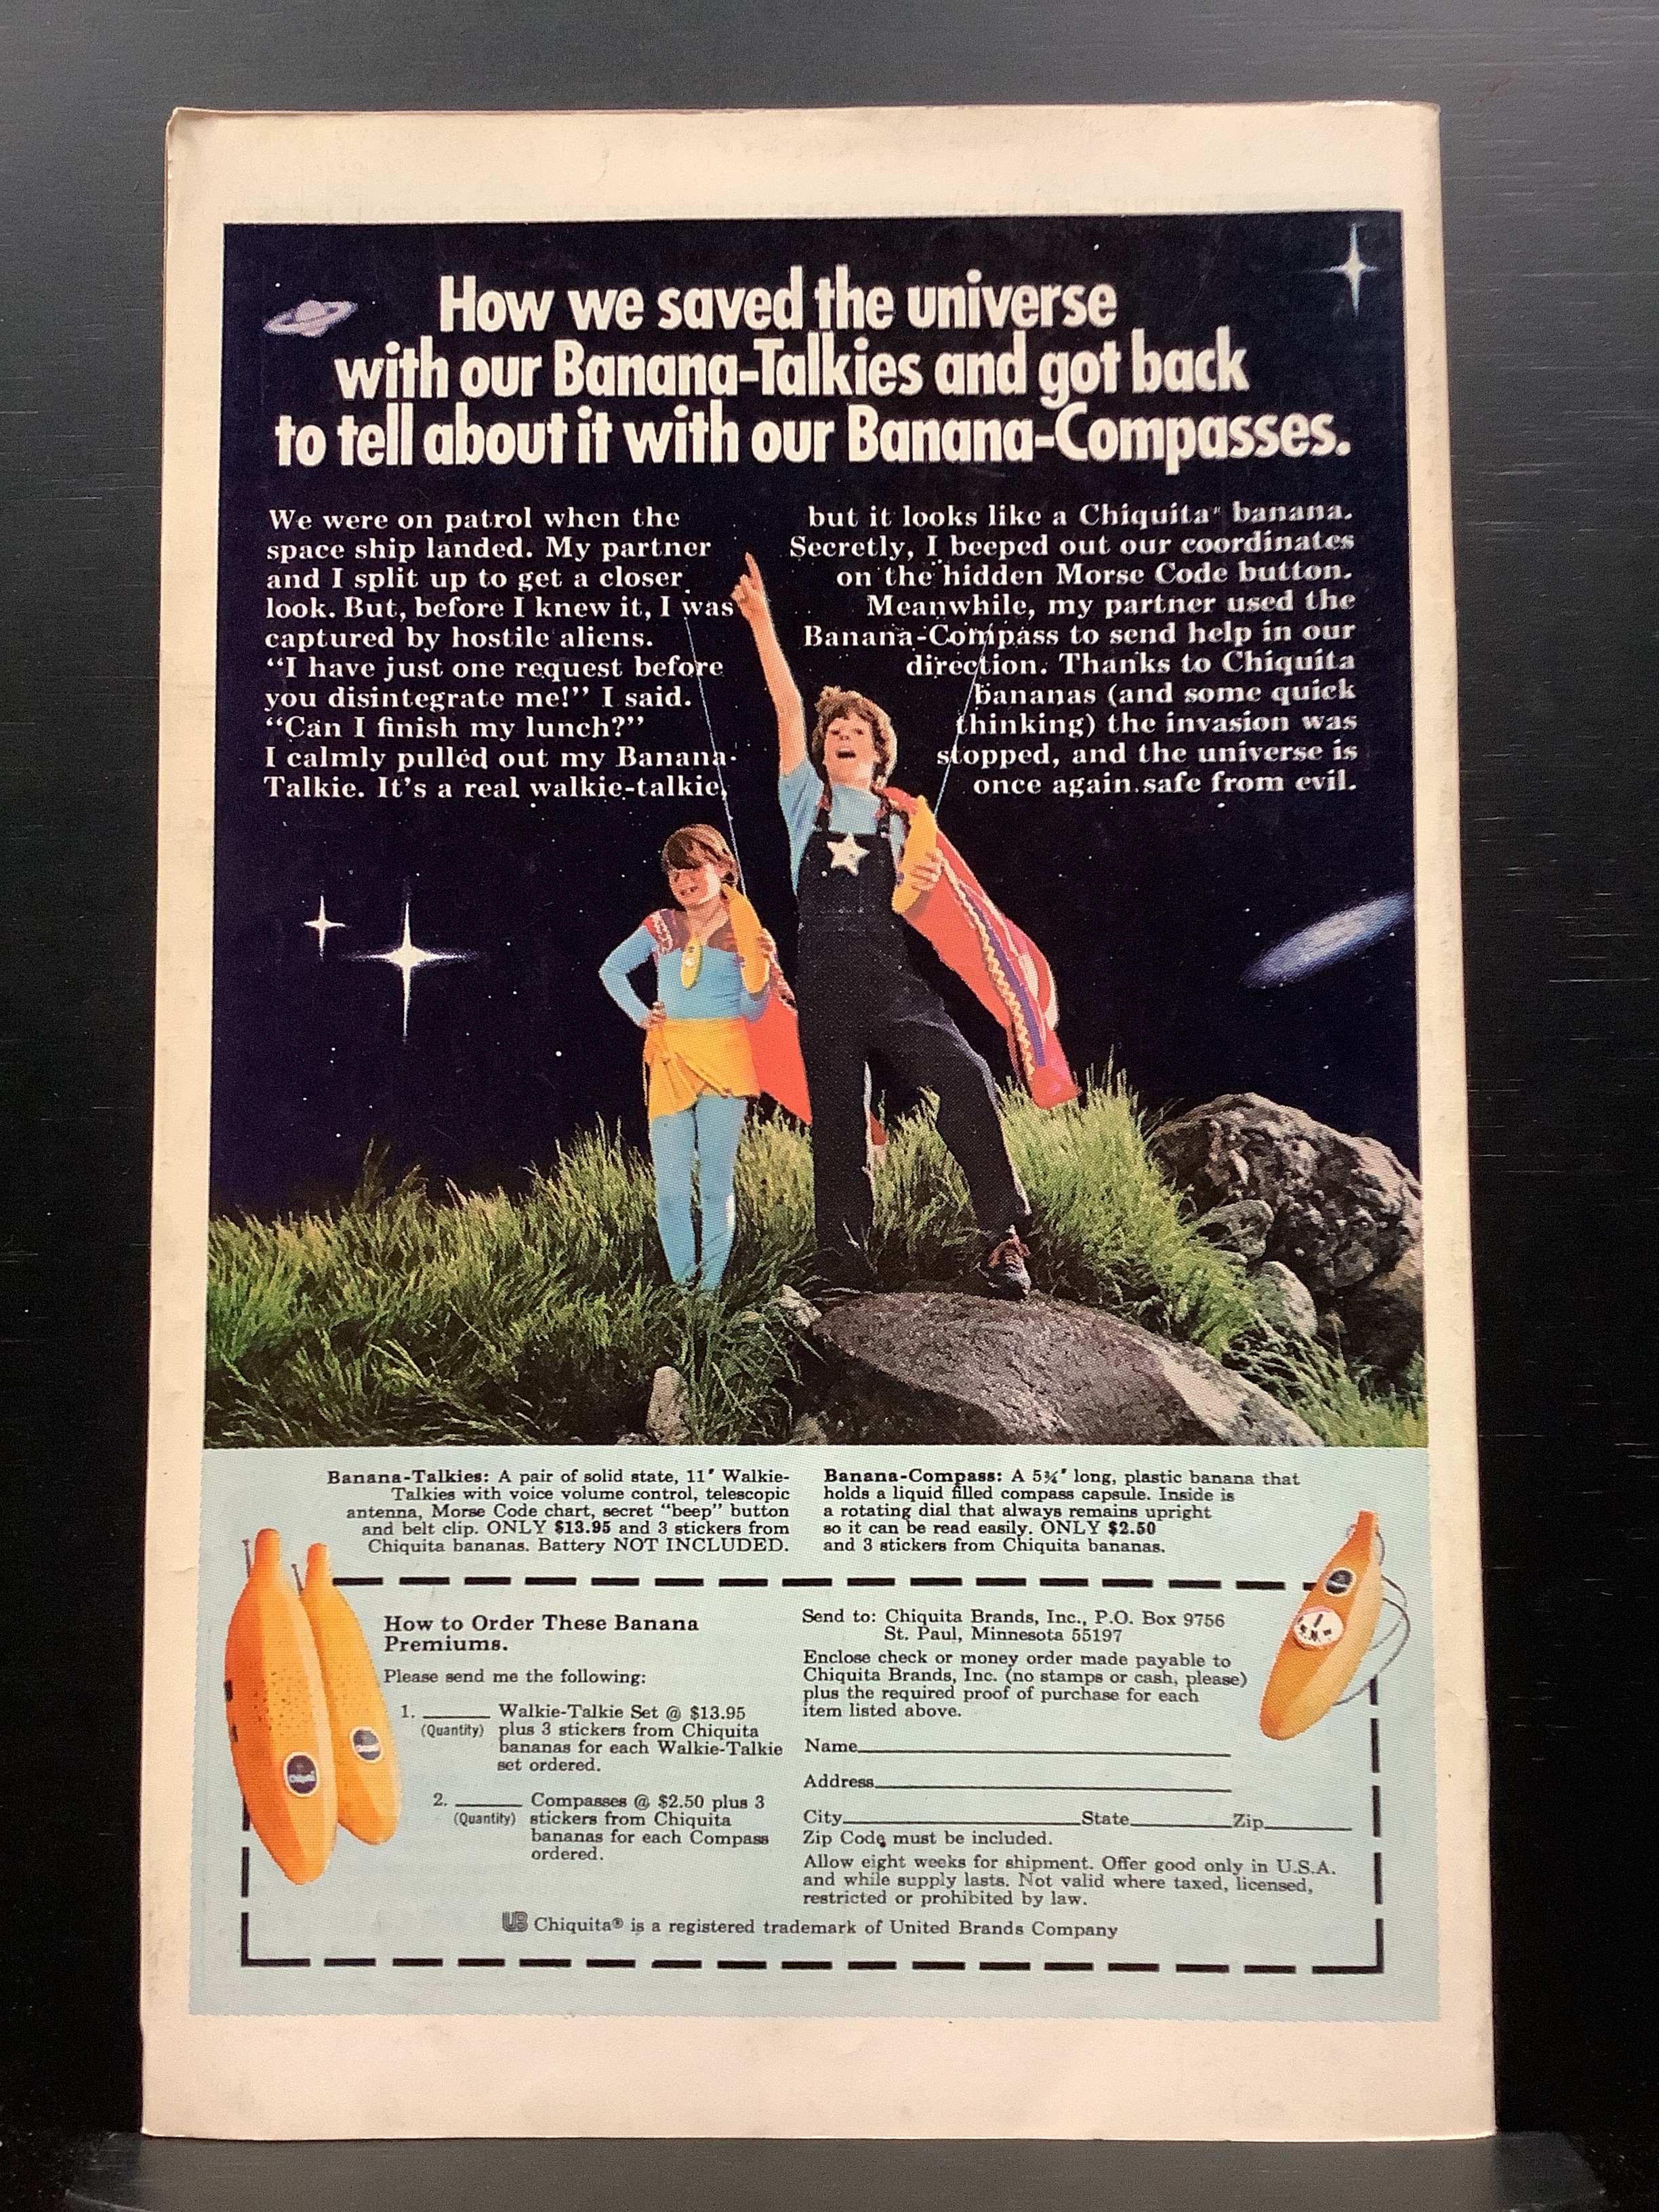 How we saved the universe
with our Banana-Talkies and got back
to tell about it with our Banana-Compasses.
We were on patrol when the
space ship landed. My partner
and I split up to get a closer
look. But, before I knew it, I was
captured by hostile aliens.
“I have just one request before
you disintegrate me!” I said.
“Can I finish my lunch?”
I calmly pulled out my Banana-
Talkie. It's a real walkie-talkie,
but it looks like a Chiquita® banana.
Secretly, I beeped out our coordinates
on the hidden Morse Code button.
Meanwhile, my partner used the
Banana-Compass to send help in our
direction. Thanks to Chiquita
bananas (and some quick
thinking) the invasion was
stopped, and the universe is
once again safe from evil.
Banana-Talkies: A pair of solid state, 11" Walkie-
Talkies with voice volume control, telescopic
antenna, Morse Code chart, secret "beep" button
and belt clip. ONLY $13.95 and 3 stickers from
Chiquita bananas. Battery NOT INCLUDED.
Banana-Compass: A 5¾" long, plastic banana that
holds a liquid filled compass capsule. Inside is
a rotating dial that always remains upright
so it can be read easily. ONLY $2.50
and 3 stickers from Chiquita bananas.
How to Order These Banana
Premiums.
Please send me the following:
1. ______ Walkie-Talkie Set @ $13.95
(Quantity) plus 3 stickers from Chiquita
bananas for each Walkie-Talkie
set ordered.
2. ______ Compasses @ $2.50 plus 3
(Quantity) stickers from Chiquita
bananas for each Compass
ordered.
Send to: Chiquita Brands, Inc., P.O. Box 9756
St. Paul, Minnesota 55197
Enclose check or money order made payable to
Chiquita Brands, Inc. (no stamps or cash, please)
plus the required proof of purchase for each
item listed above.
Name
Address
City State Zip
Zip Code must be included.
Allow eight weeks for shipment. Offer good only in U.S.A.
and while supply lasts. Not valid where taxed, licensed,
restricted or prohibited by law.
UB Chiquita® is a registered trademark of United Brands Company
Chiquita
Chiquita